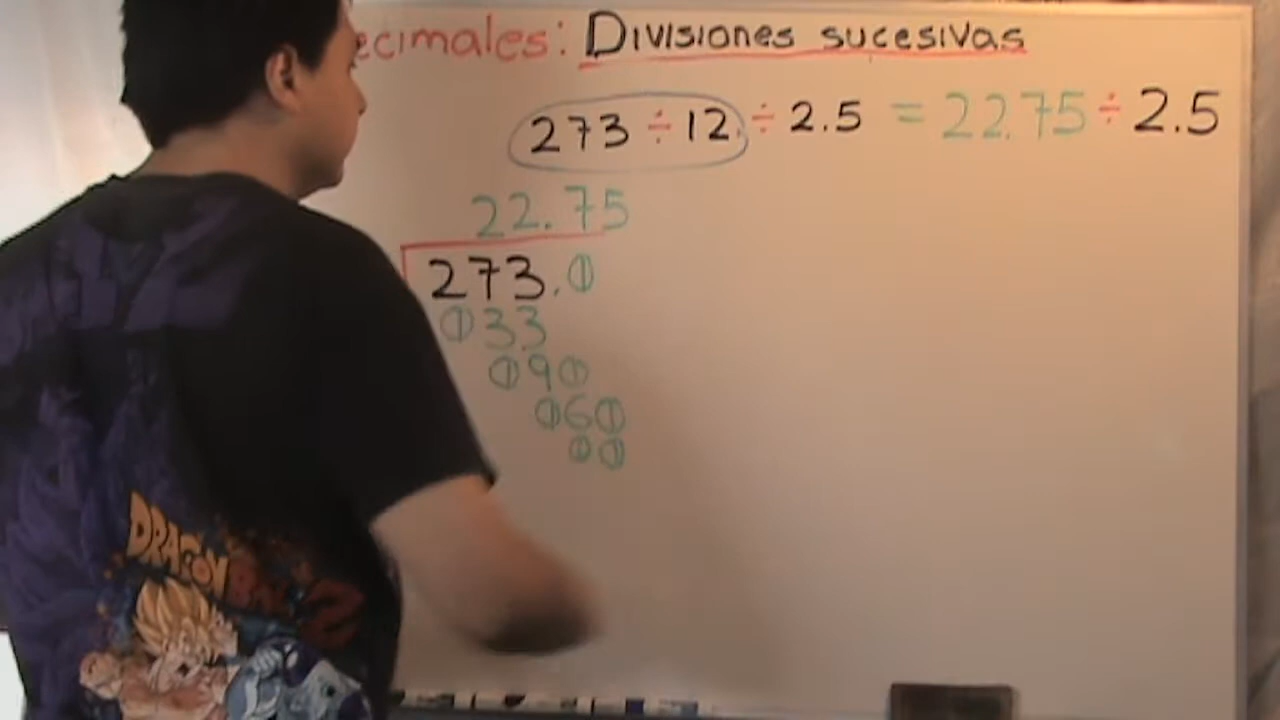 ecimales: Divisiones sucesivas
273 ÷ 12 ÷ 2.5 = 22.75 ÷ 2.5
22.75
273.0
033
090
060
00
DRAGON
BALL Z